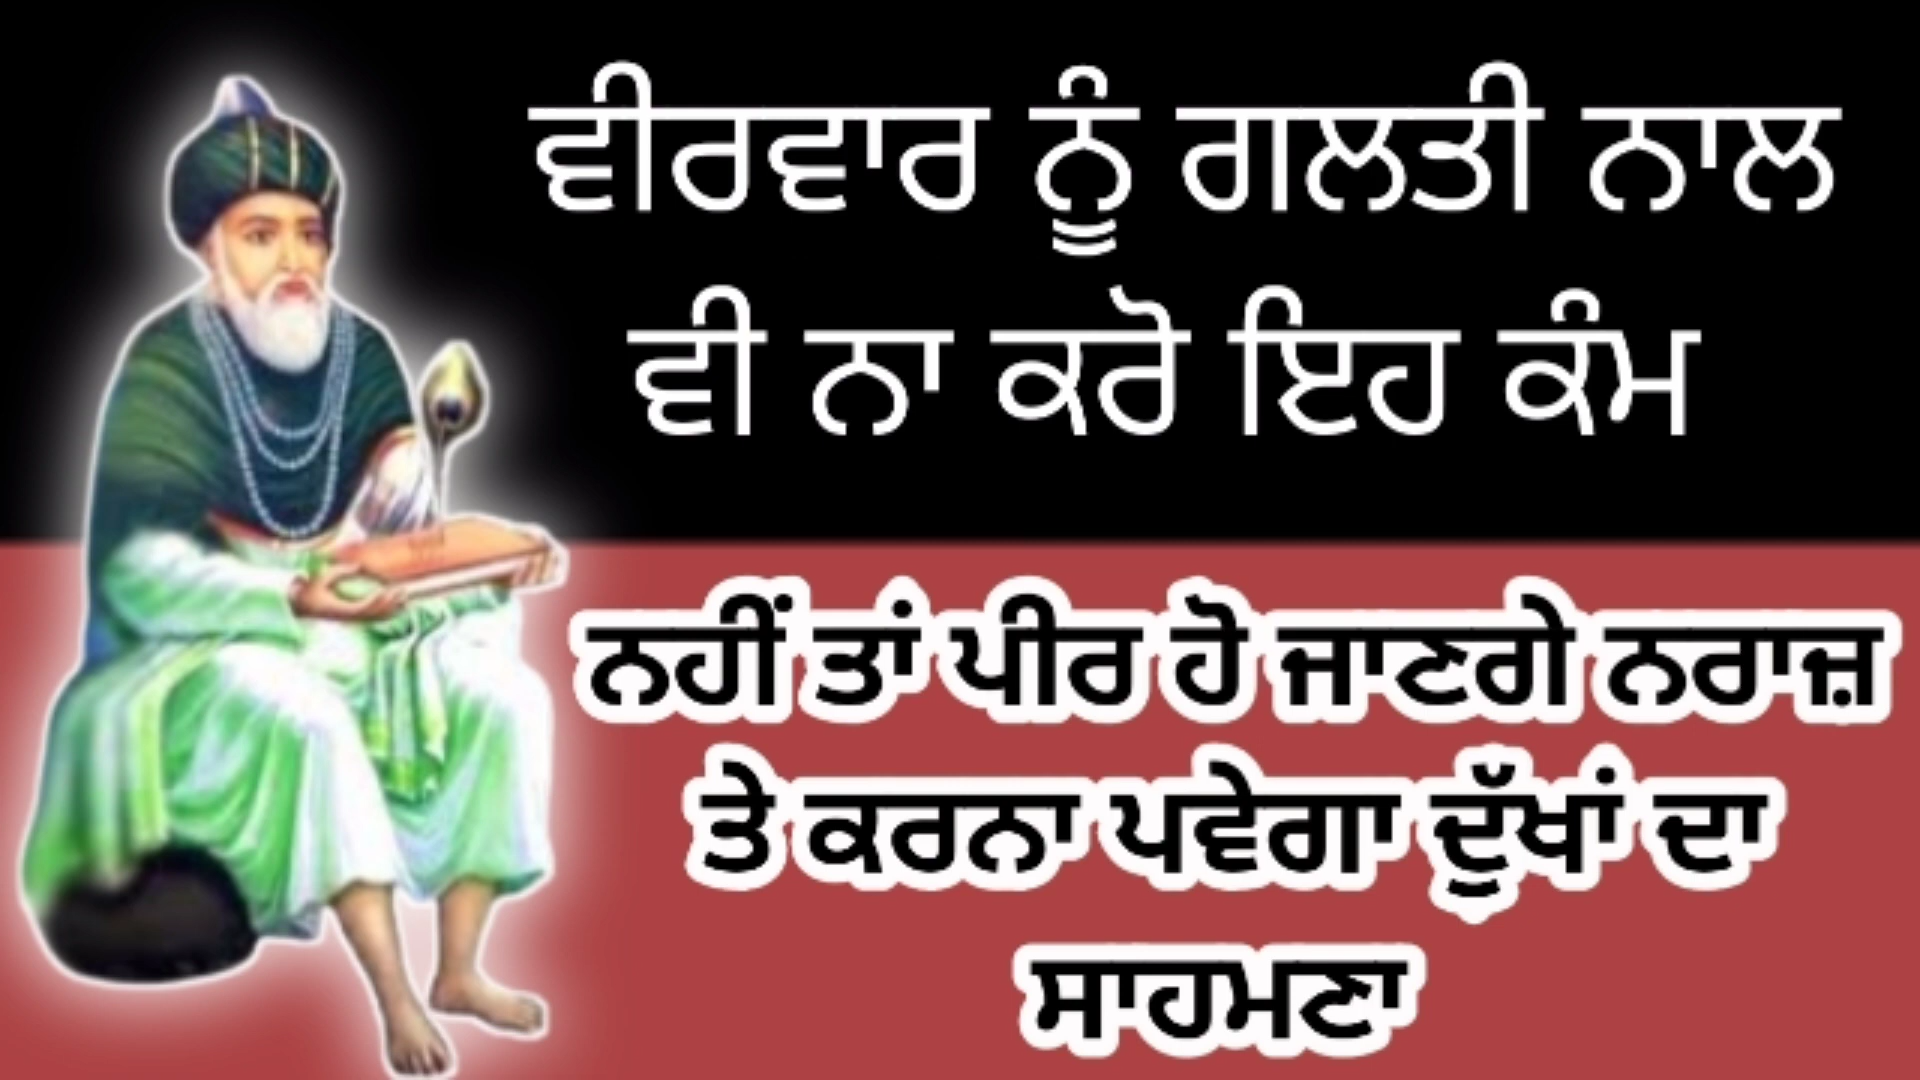 ਵੀਰਵਾਰ ਨੂੰ ਗਲਤੀ ਨਾਲ
ਵੀ ਨਾ ਕਰੋ ਇਹ ਕੰਮ
ਨਹੀਂ ਤਾਂ ਪੀਰ ਹੋ ਜਾਣਗੇ ਨਰਾਜ਼
ਤੇ ਕਰਨਾ ਪਵੇਗਾ ਦੁੱਖਾਂ ਦਾ
ਸਾਹਮਣਾ